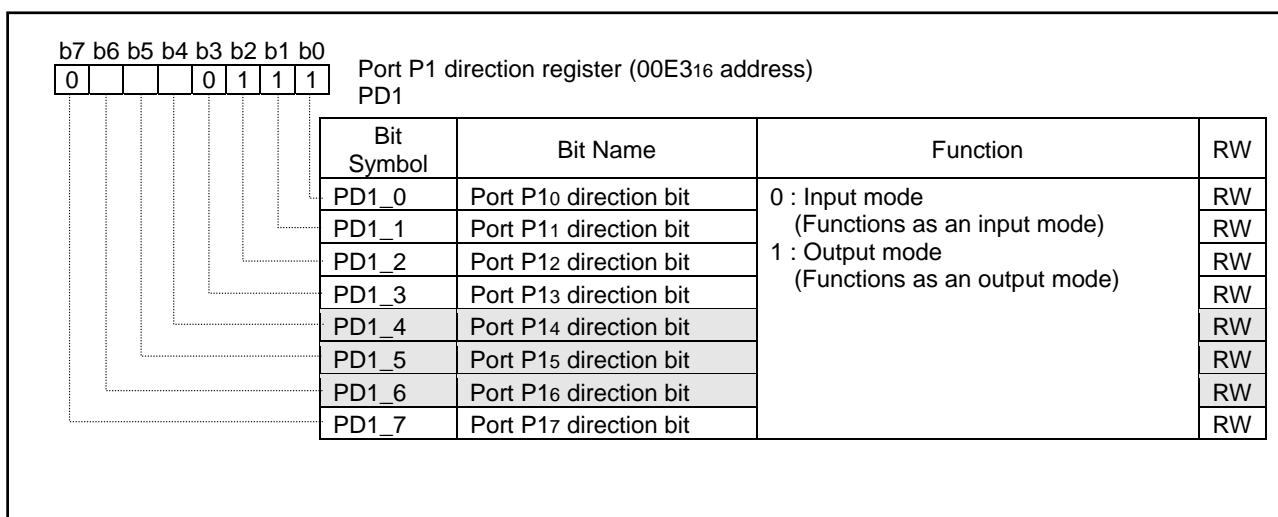 b7 b6 b5 b4 b3 b2 b1 b0
0 0 1 1 1
Port P1 direction register (00E316 address)
PD1
Bit Symbol Bit Name Function RW
PD1_0 Port P10 direction bit 0 : Input mode RW
PD1_1 Port P11 direction bit (Functions as an input mode) RW
PD1_2 Port P12 direction bit 1 : Output mode RW
PD1_3 Port P13 direction bit (Functions as an output mode) RW
PD1_4 Port P14 direction bit RW
PD1_5 Port P15 direction bit RW
PD1_6 Port P16 direction bit RW
PD1_7 Port P17 direction bit RW